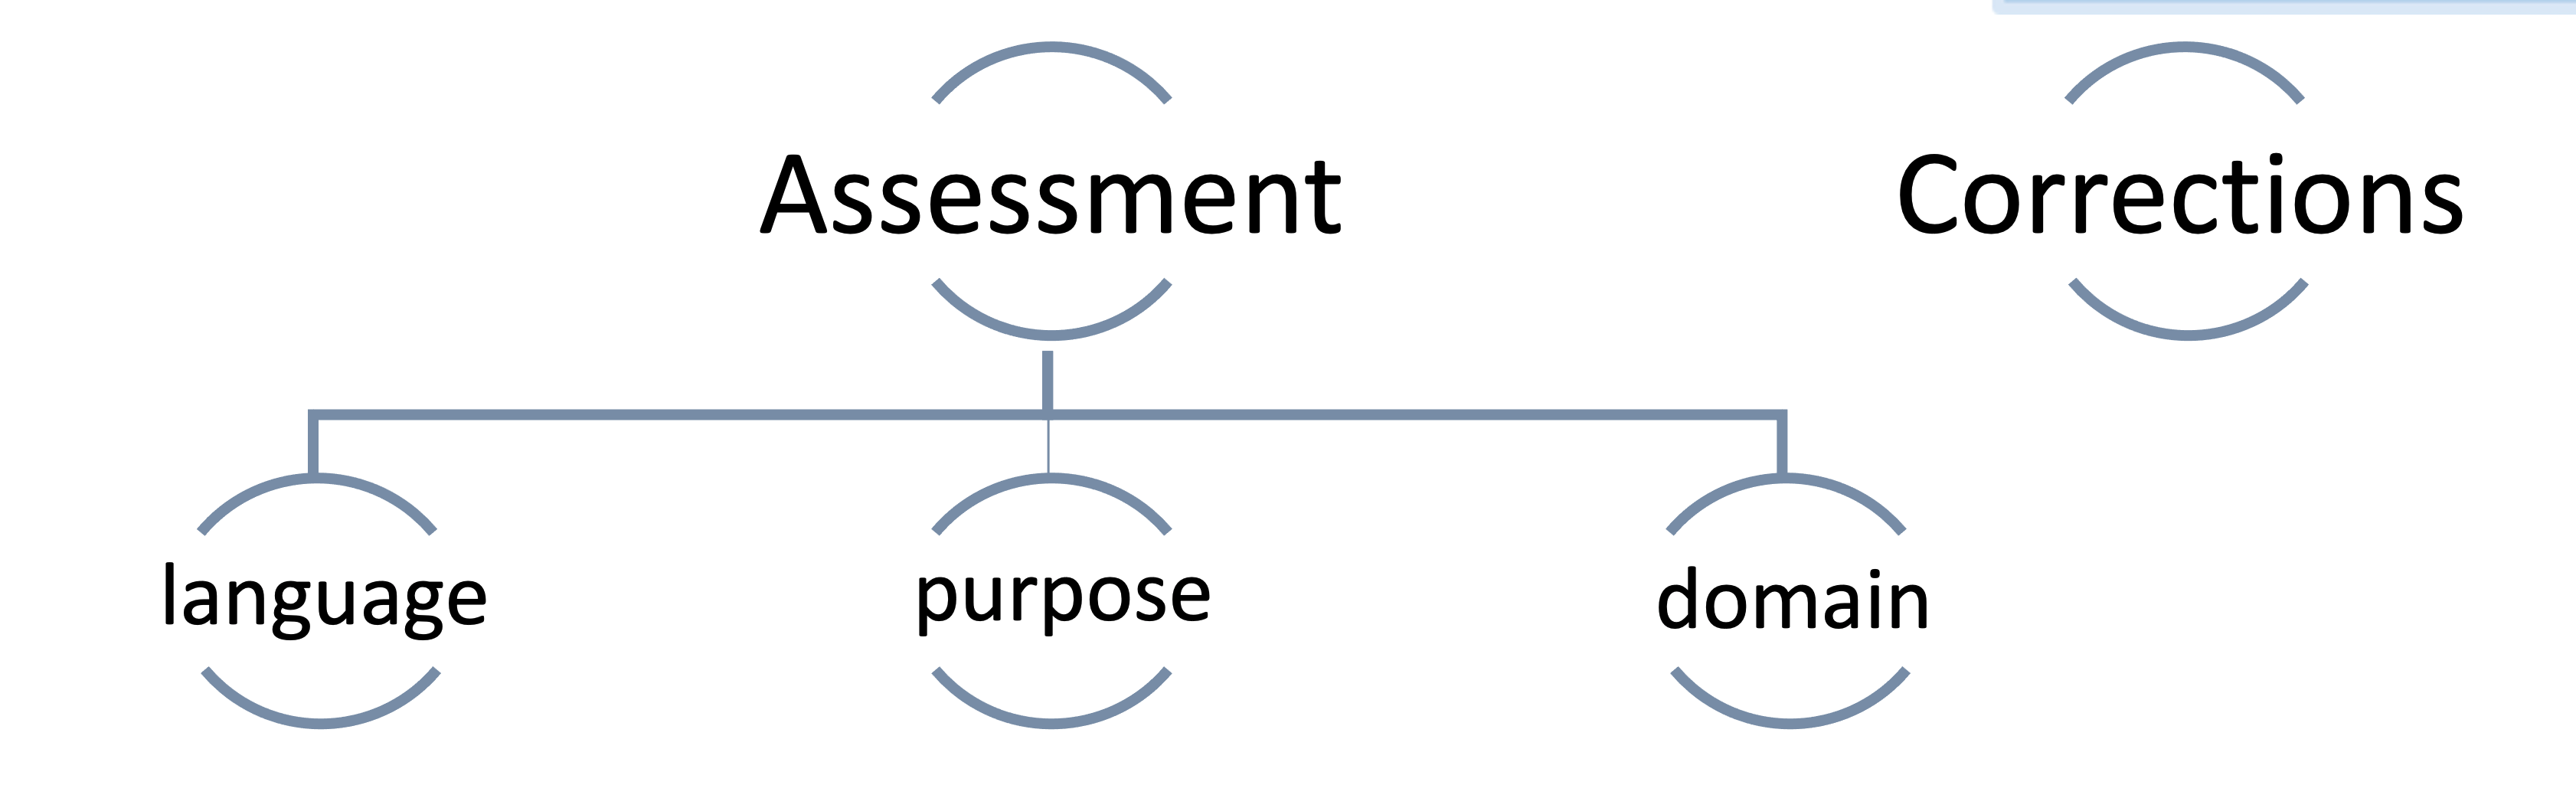 Assessment
Corrections
language
purpose
domain